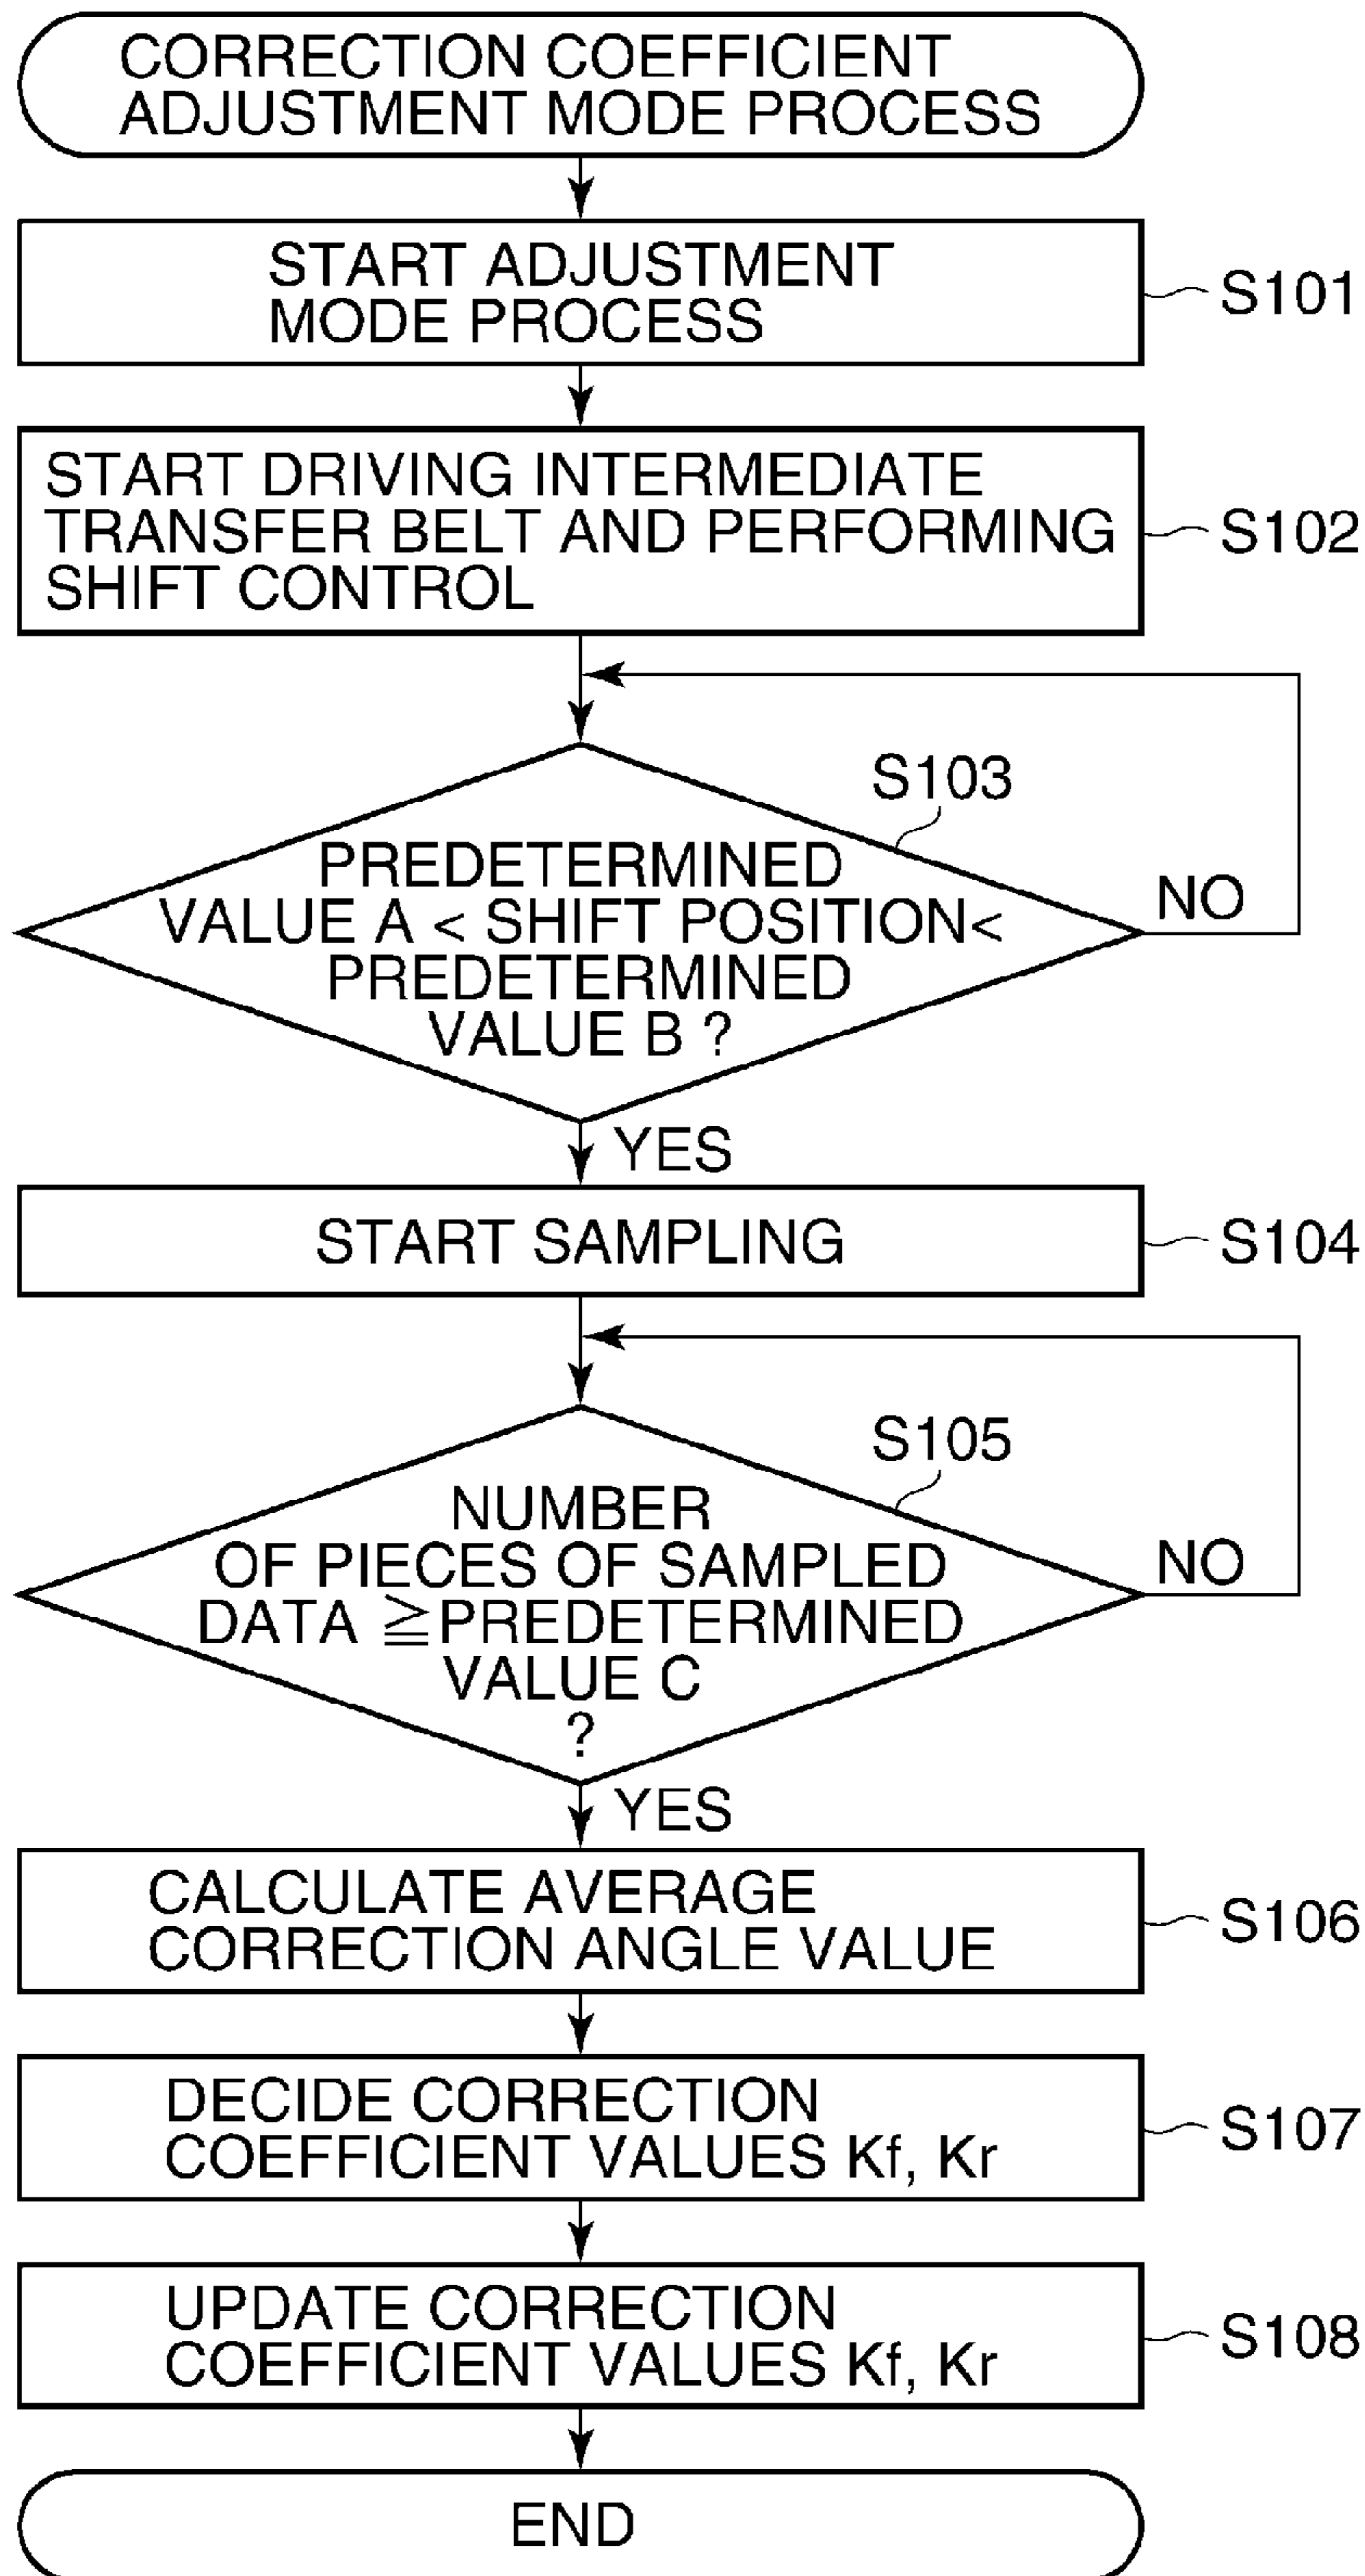 CORRECTION COEFFICIENT
ADJUSTMENT MODE PROCESS
START ADJUSTMENT
MODE PROCESS
S101
START DRIVING INTERMEDIATE
TRANSFER BELT AND PERFORMING
SHIFT CONTROL
S102
S103
PREDETERMINED
VALUE A < SHIFT POSITION<
PREDETERMINED
VALUE B ?
NO
YES
START SAMPLING
S104
S105
NUMBER
OF PIECES OF SAMPLED
DATA ≧PREDETERMINED
VALUE C
?
NO
YES
CALCULATE AVERAGE
CORRECTION ANGLE VALUE
S106
DECIDE CORRECTION
COEFFICIENT VALUES Kf, Kr
S107
UPDATE CORRECTION
COEFFICIENT VALUES Kf, Kr
S108
END